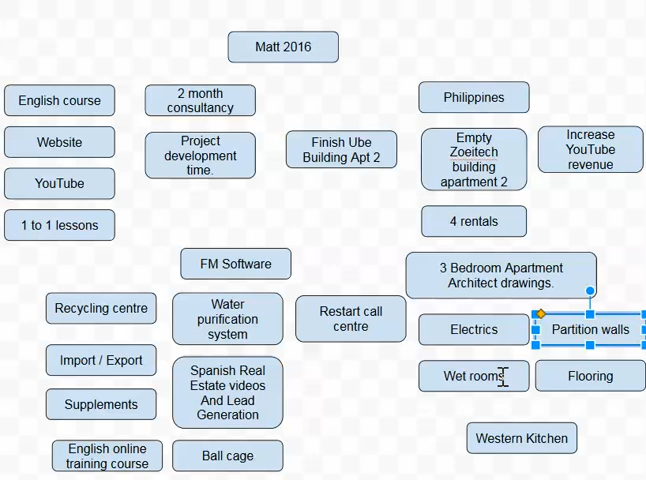 Matt 2016
English course
2 month
consultancy
Philippines
Website
Project
development
time.
Finish Ube
Building Apt 2
Empty
Zoeitech
building
apartment 2
Increase
YouTube
revenue
YouTube
1 to 1 lessons
4 rentals
FM Software
3 Bedroom Apartment
Architect drawings.
Recycling centre
Water
purification
system
Restart call
centre
Electrics
Partition walls
Import / Export
Spanish Real
Estate videos
And Lead
Generation
Wet rooms
Flooring
Supplements
Western Kitchen
English online
training course
Ball cage